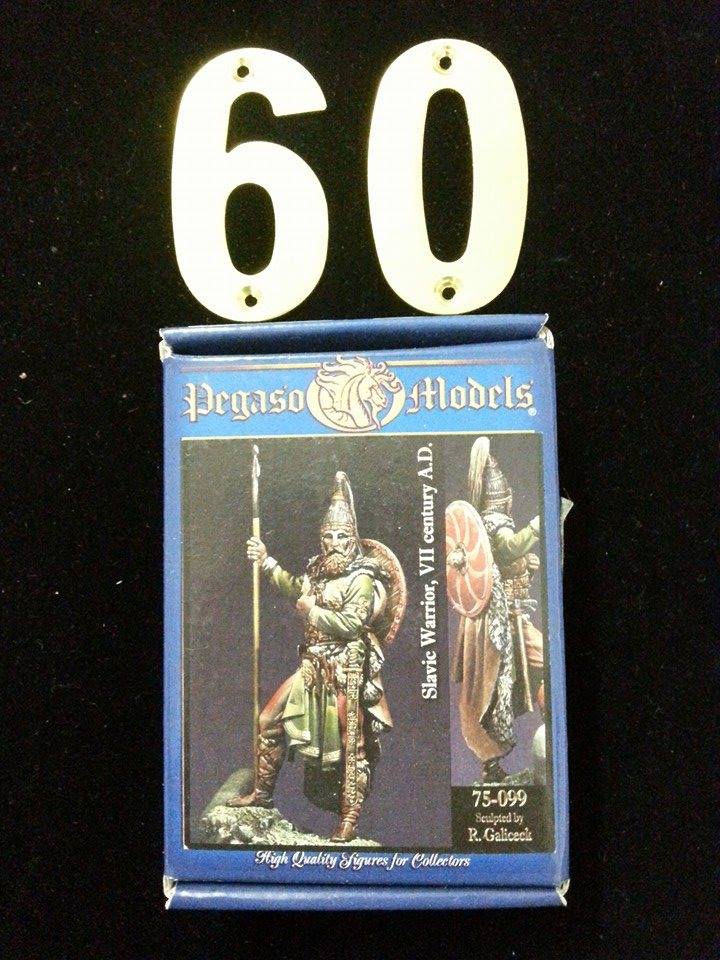 60
Pegaso Models®
Slavic Warrior, VII century A.D.
75-099
Sculpted by
R. Galiceck
High Quality Figures for Collectors